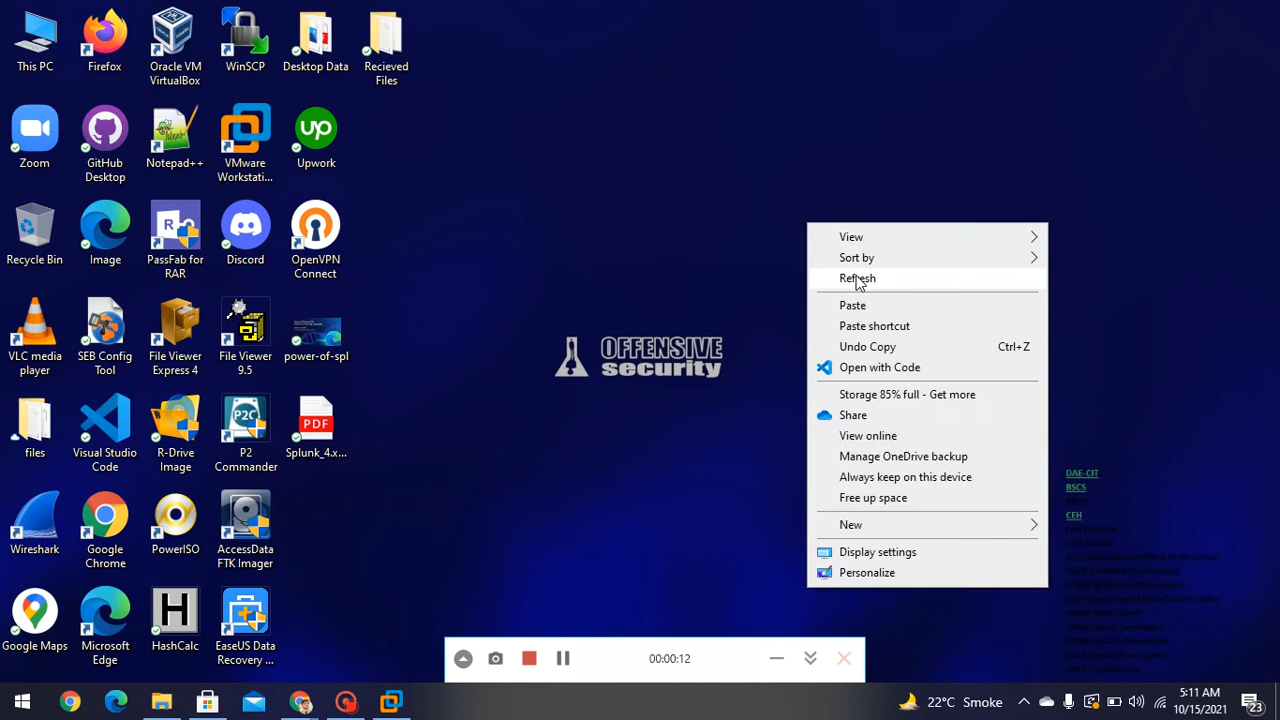 This PC
Firefox
Oracle VM
VirtualBox
WinSCP
Desktop Data
Recieved
Files
Zoom
GitHub
Desktop
Notepad++
VMware
Workstati...
Upwork
up
Recycle Bin
Image
PassFab for
RAR
Discord
OpenVPN
Connect
VLC media
player
SEB Config
Tool
File Viewer
Express 4
File Viewer
9.5
power-of-spl
files
Visual Studio
Code
R-Drive
Image
P2C
P2
Commander
PDF
Splunk_4.x...
Wireshark
Google
Chrome
PowerISO
AccessData
FTK Imager
Google Maps
Microsoft
Edge
H
HashCalc
EaseUS Data
Recovery ...
OFFENSIVE
security
View
Sort by
Refresh
Paste
Paste shortcut
Undo Copy Ctrl+Z
Open with Code
Storage 85% full - Get more
Share
View online
Manage OneDrive backup
Always keep on this device
Free up space
New
Display settings
Personalize
DAE-CIT
BSCS
CEH
00:00:12
22°C Smoke
5:11 AM
10/15/2021
23